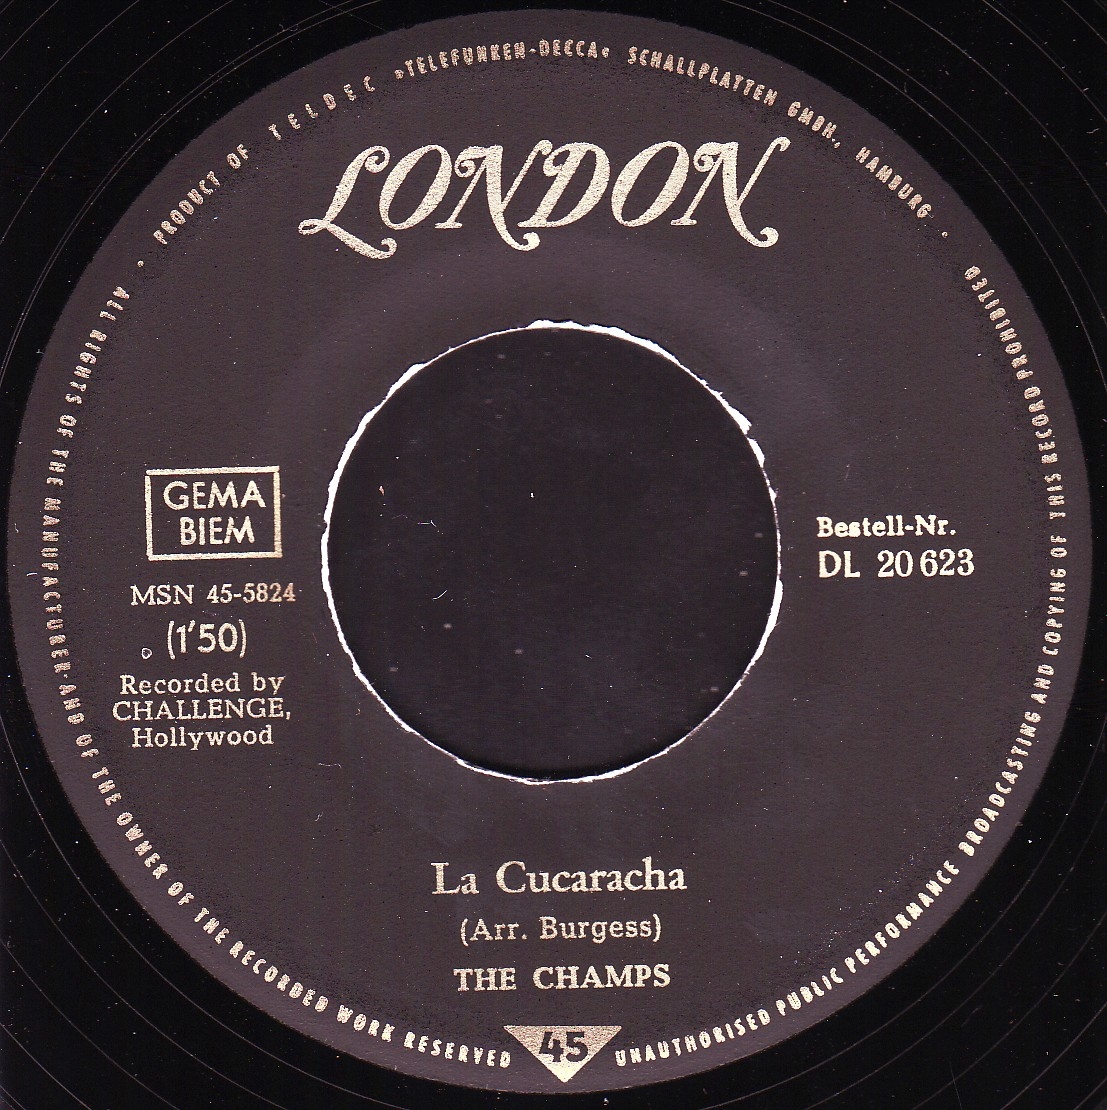 · PRODUCT OF TELDEC »TELEFUNKEN-DECCA« SCHALLPLATTEN GMBH., HAMBURG ·
LONDON
GEMA
BIEM
MSN 45-5824
(1'50)
Recorded by
CHALLENGE,
Hollywood
Bestell-Nr.
DL 20 623
La Cucaracha
(Arr. Burgess)
THE CHAMPS
45
ALL RIGHTS OF THE MANUFACTURER AND OF THE OWNER OF THE RECORDED WORK RESERVED
UNAUTHORISED PUBLIC PERFORMANCE BROADCASTING AND COPYING OF THIS RECORD PROHIBITED